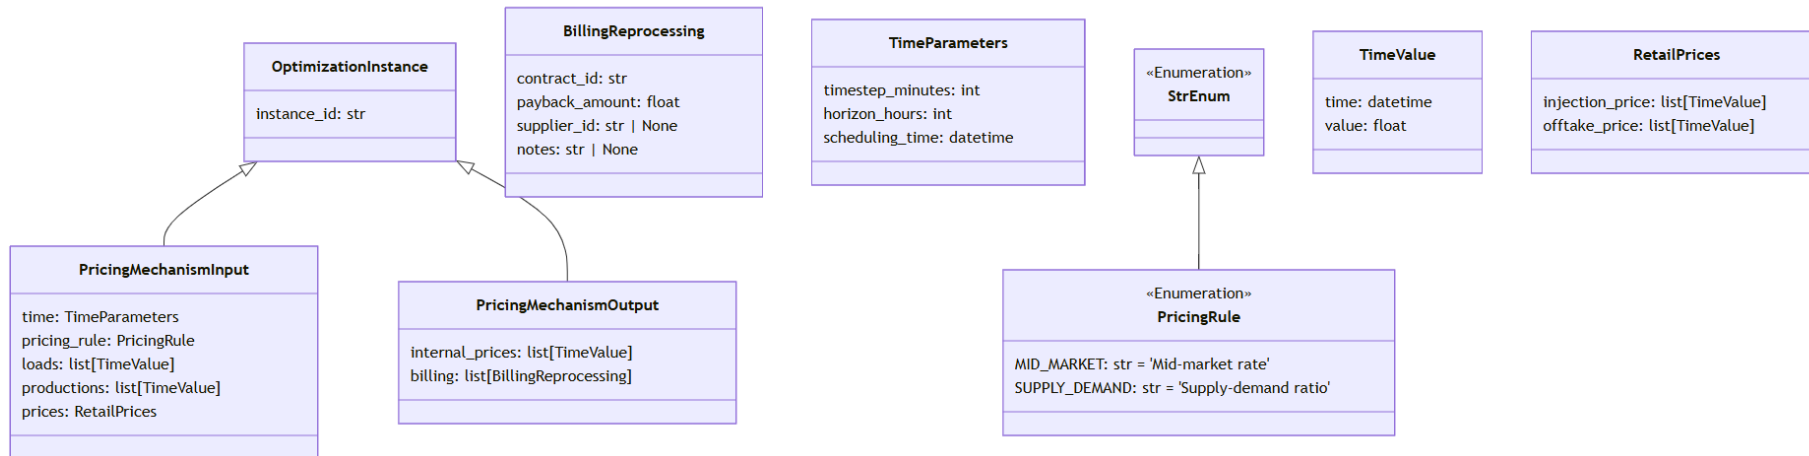 OptimizationInstance
instance_id: str
BillingReprocessing
contract_id: str
payback_amount: float
supplier_id: str | None
notes: str | None
TimeParameters
timestep_minutes: int
horizon_hours: int
scheduling_time: datetime
«Enumeration»
StrEnum
TimeValue
time: datetime
value: float
RetailPrices
injection_price: list[TimeValue]
offtake_price: list[TimeValue]
PricingMechanismInput
time: TimeParameters
pricing_rule: PricingRule
loads: list[TimeValue]
productions: list[TimeValue]
prices: RetailPrices
PricingMechanismOutput
internal_prices: list[TimeValue]
billing: list[BillingReprocessing]
«Enumeration»
PricingRule
MID_MARKET: str = 'Mid-market rate'
SUPPLY_DEMAND: str = 'Supply-demand ratio'